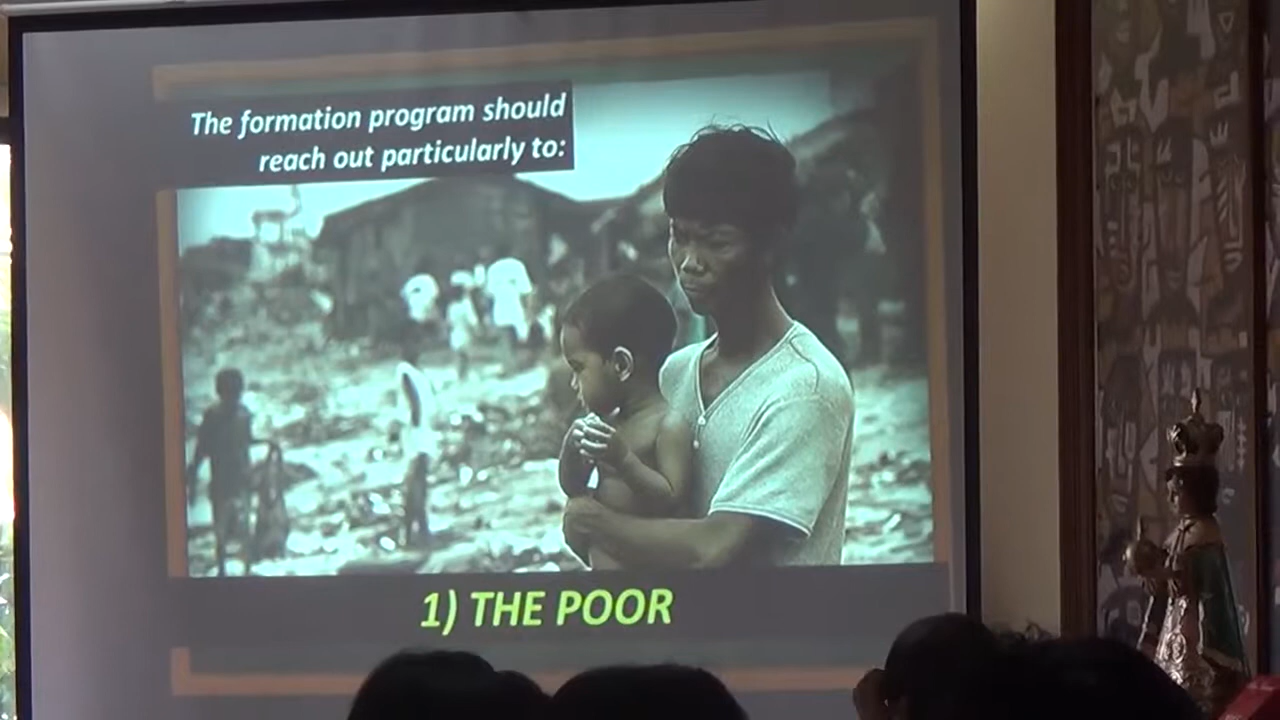 The formation program should
reach out particularly to:
1) THE POOR